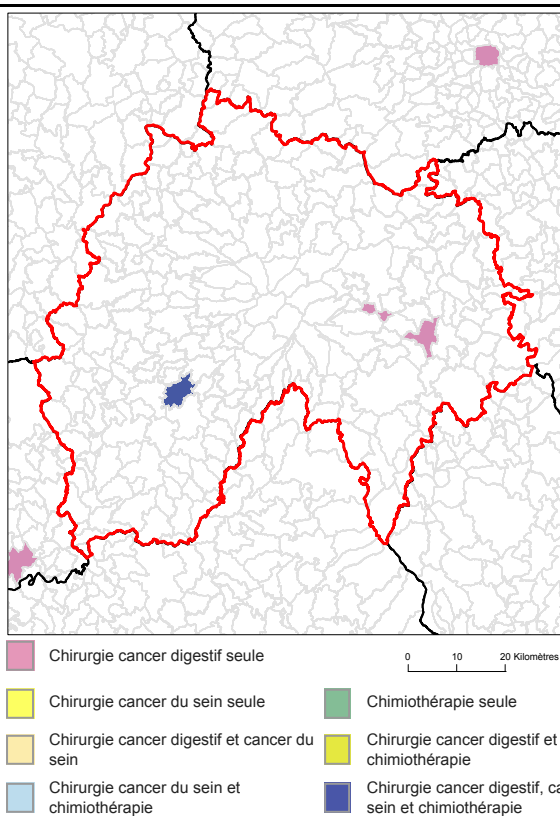 Chirurgie cancer digestif seule
0 10 20 Kilomètres
Chirurgie cancer du sein seule
Chimiothérapie seule
Chirurgie cancer digestif et cancer du
sein
Chirurgie cancer digestif et
chimiothérapie
Chirurgie cancer du sein et
chimiothérapie
Chirurgie cancer digestif, ca
sein et chimiothérapie